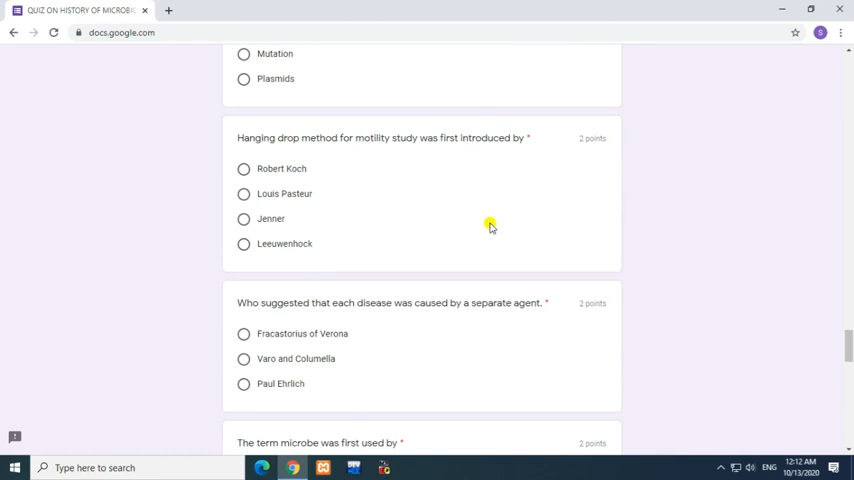 QUIZ ON HISTORY OF MICROBIO
docs.google.com
S
Mutation
Plasmids
Hanging drop method for motility study was first introduced by *
2 points
Robert Koch
Louis Pasteur
Jenner
Leeuwenhock
Who suggested that each disease was caused by a separate agent. *
2 points
Fracastorius of Verona
Varo and Columella
Paul Ehrlich
The term microbe was first used by *
2 points
Type here to search
ENG
12:12 AM
10/13/2020